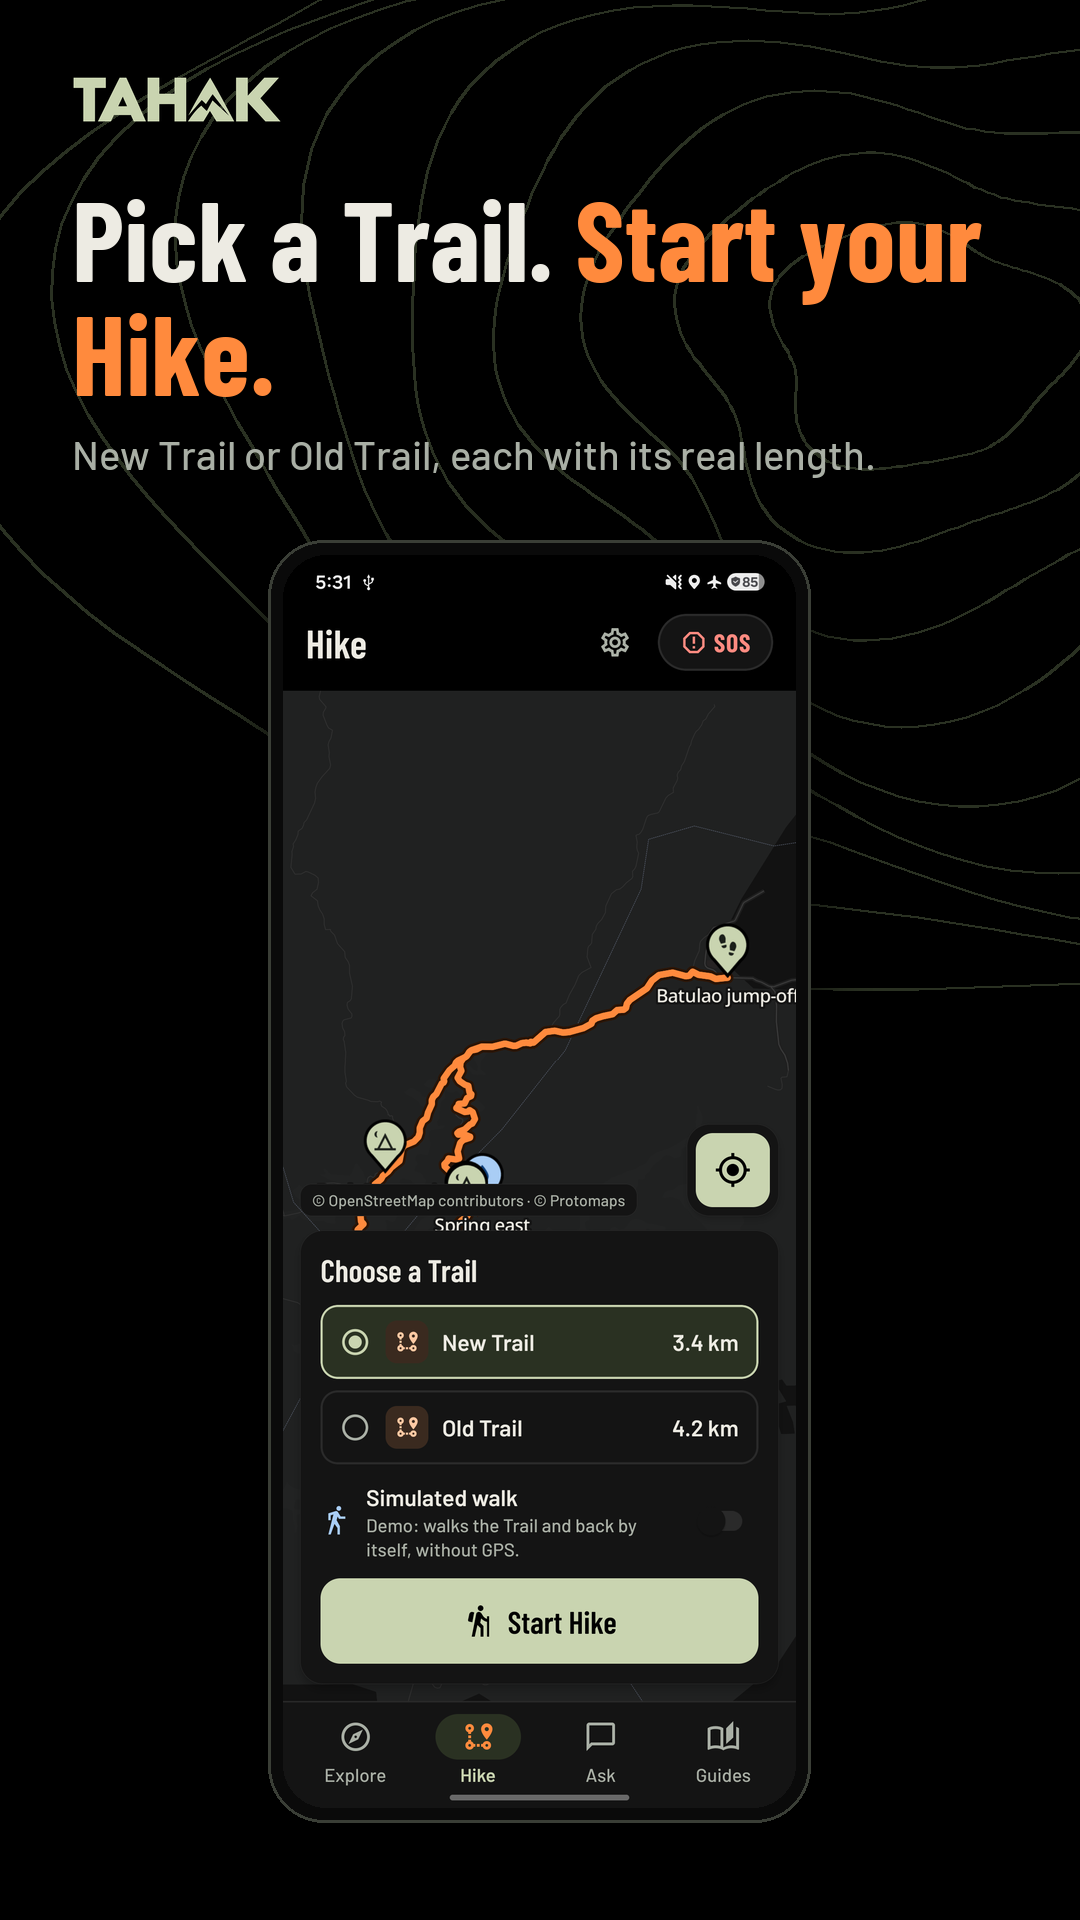 TAHAK
Pick a Trail. Start your
Hike.
New Trail or Old Trail, each with its real length.
5:31
85
Hike
SOS
Batulao jump-off
© OpenStreetMap contributors · © Protomaps
Spring east
Choose a Trail
New Trail 3.4 km
Old Trail 4.2 km
Simulated walk
Demo: walks the Trail and back by
itself, without GPS.
Start Hike
Explore Hike Ask Guides